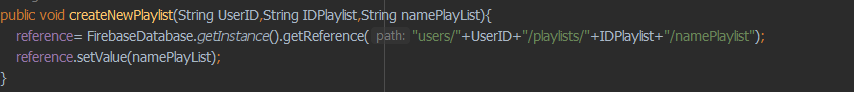 public void createNewPlaylist(String UserID,String IDPlaylist,String namePlayList){
reference= FirebaseDatabase.getInstance().getReference( path: "users/"+UserID+"/playlists/"+IDPlaylist+"/namePlaylist");
reference.setValue(namePlayList);
}